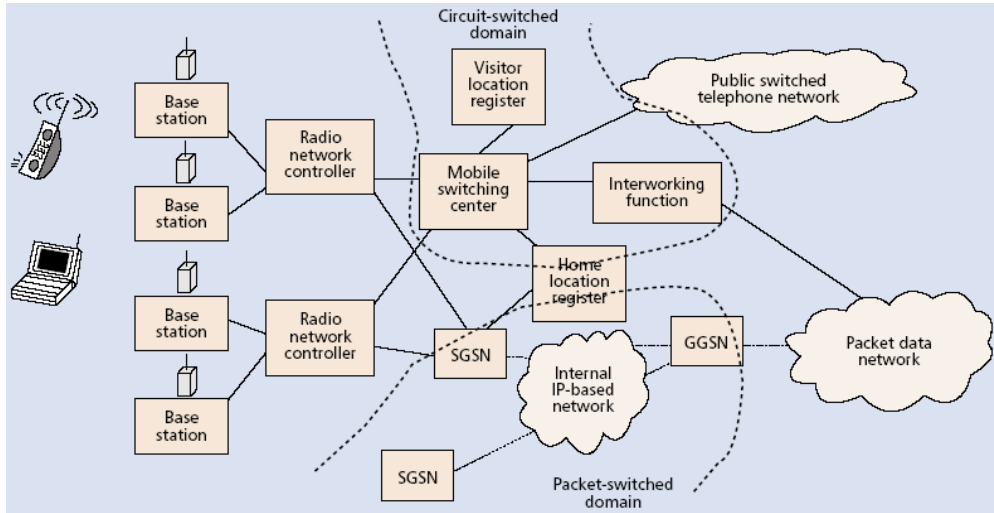 Circuit-switched
domain
Visitor
location
register
Public switched
telephone network
Base
station
Radio
network
controller
Mobile
switching
center
Interworking
function
Base
station
Home
location
register
Base
station
Radio
network
controller
SGSN
Internal
IP-based
network
GGSN
Packet data
network
Base
station
SGSN
Packet-switched
domain